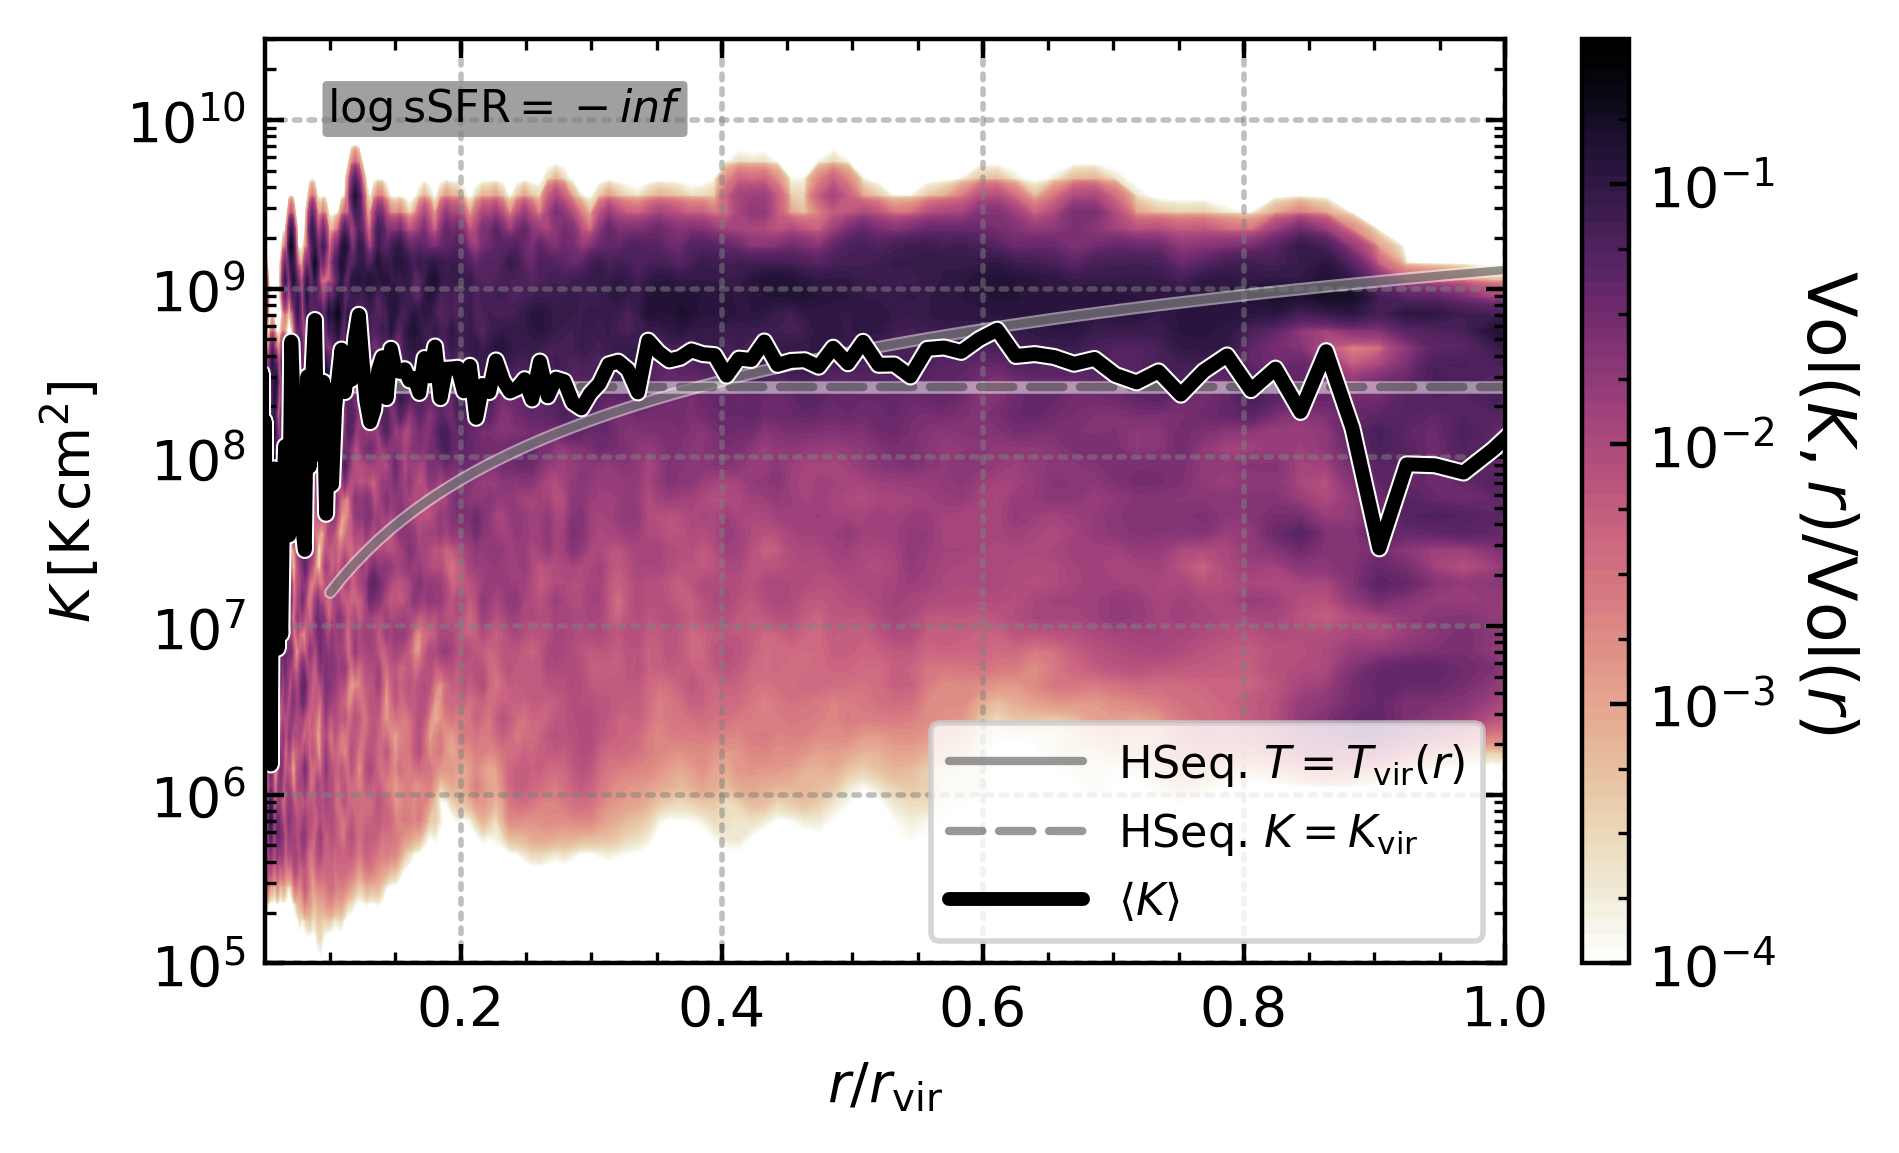 log sSFR = −inf
10^10
10^9
10^8
10^7
10^6
10^5
K [K cm^2]
0.2 0.4 0.6 0.8 1.0
r/r_vir
HSeq. T = T_vir(r)
HSeq. K = K_vir
⟨K⟩
10^−1
10^−2
10^−3
10^−4
Vol(K, r)/Vol(r)